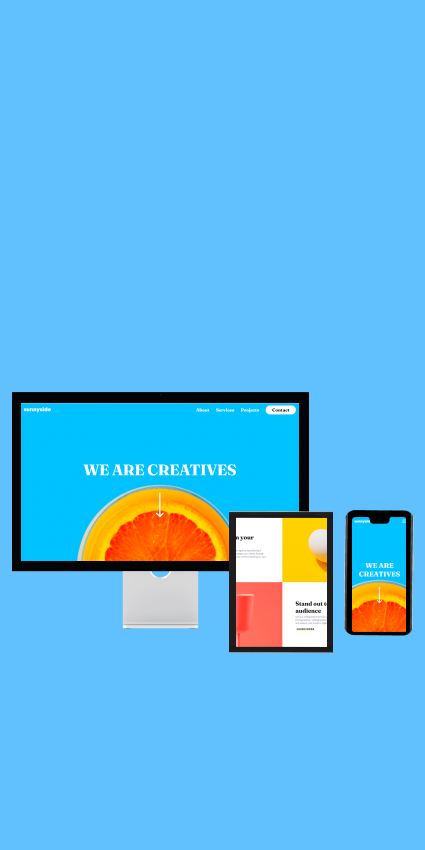 sunnyside
About Services Projects Contact
WE ARE CREATIVES
n your
Stand out t
audience
sunnyside
WE ARE
CREATIVES